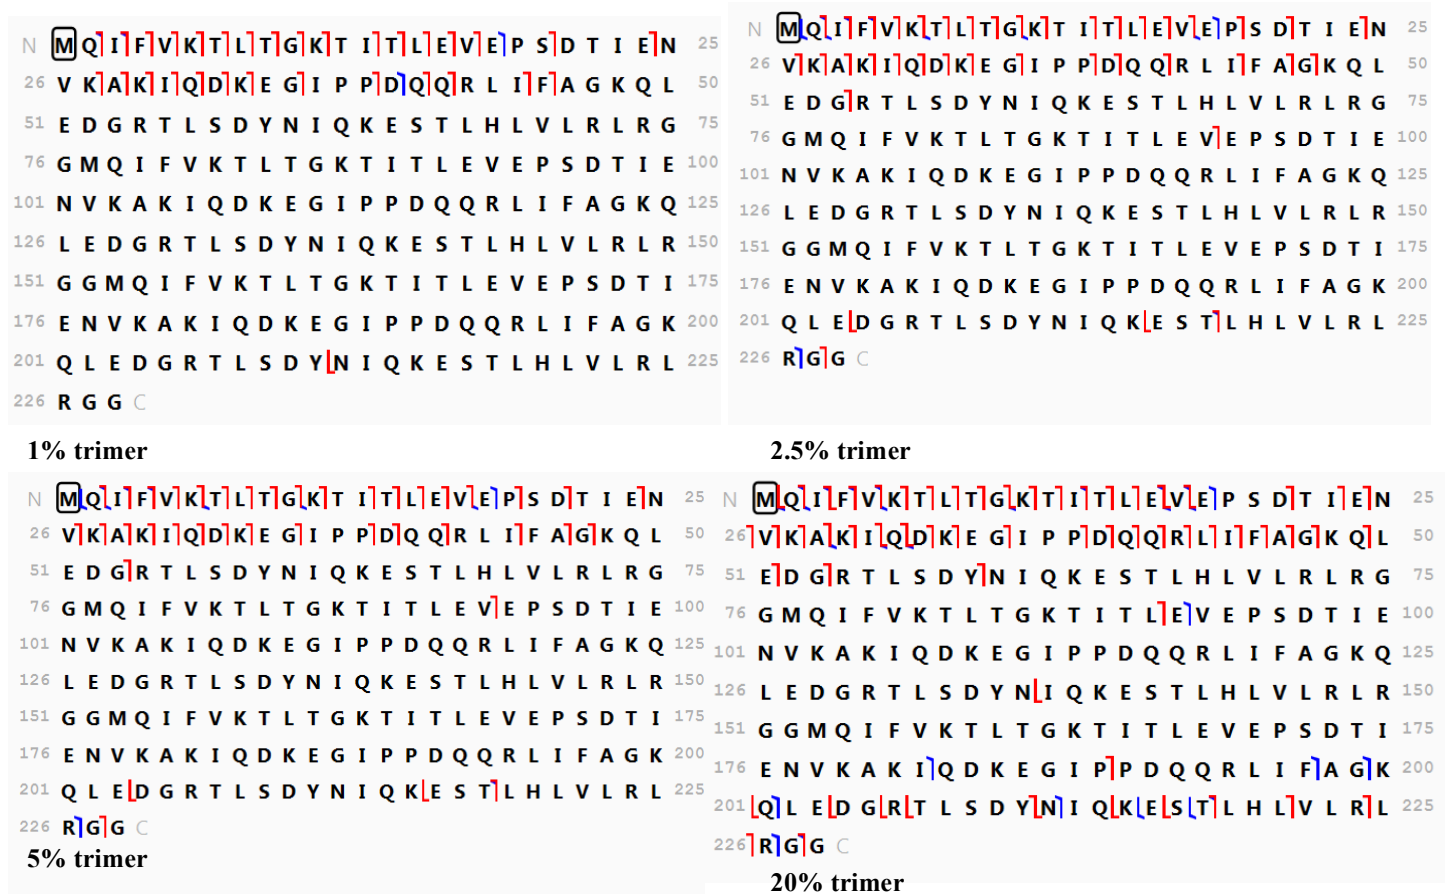 N M Q I F V K T L T G K T I T L E V E P S D T I E N 25
26 V K A K I Q D K E G I P P D Q Q R L I F A G K Q L 50
51 E D G R T L S D Y N I Q K E S T L H L V L R L R G 75
76 G M Q I F V K T L T G K T I T L E V E P S D T I E 100
101 N V K A K I Q D K E G I P P D Q Q R L I F A G K Q 125
126 L E D G R T L S D Y N I Q K E S T L H L V L R L R 150
151 G G M Q I F V K T L T G K T I T L E V E P S D T I 175
176 E N V K A K I Q D K E G I P P D Q Q R L I F A G K 200
201 Q L E D G R T L S D Y N I Q K E S T L H L V L R L 225
226 R G G C
1% trimer
N M Q I F V K T L T G K T I T L E V E P S D T I E N 25
26 V K A K I Q D K E G I P P D Q Q R L I F A G K Q L 50
51 E D G R T L S D Y N I Q K E S T L H L V L R L R G 75
76 G M Q I F V K T L T G K T I T L E V E P S D T I E 100
101 N V K A K I Q D K E G I P P D Q Q R L I F A G K Q 125
126 L E D G R T L S D Y N I Q K E S T L H L V L R L R 150
151 G G M Q I F V K T L T G K T I T L E V E P S D T I 175
176 E N V K A K I Q D K E G I P P D Q Q R L I F A G K 200
201 Q L E D G R T L S D Y N I Q K E S T L H L V L R L 225
226 R G G C
2.5% trimer
N M Q I F V K T L T G K T I T L E V E P S D T I E N 25
26 V K A K I Q D K E G I P P D Q Q R L I F A G K Q L 50
51 E D G R T L S D Y N I Q K E S T L H L V L R L R G 75
76 G M Q I F V K T L T G K T I T L E V E P S D T I E 100
101 N V K A K I Q D K E G I P P D Q Q R L I F A G K Q 125
126 L E D G R T L S D Y N I Q K E S T L H L V L R L R 150
151 G G M Q I F V K T L T G K T I T L E V E P S D T I 175
176 E N V K A K I Q D K E G I P P D Q Q R L I F A G K 200
201 Q L E D G R T L S D Y N I Q K E S T L H L V L R L 225
226 R G G C
5% trimer
N M Q I F V K T L T G K T I T L E V E P S D T I E N 25
26 V K A K I Q D K E G I P P D Q Q R L I F A G K Q L 50
51 E D G R T L S D Y N I Q K E S T L H L V L R L R G 75
76 G M Q I F V K T L T G K T I T L E V E P S D T I E 100
101 N V K A K I Q D K E G I P P D Q Q R L I F A G K Q 125
126 L E D G R T L S D Y N I Q K E S T L H L V L R L R 150
151 G G M Q I F V K T L T G K T I T L E V E P S D T I 175
176 E N V K A K I Q D K E G I P P D Q Q R L I F A G K 200
201 Q L E D G R T L S D Y N I Q K E S T L H L V L R L 225
226 R G G C
20% trimer